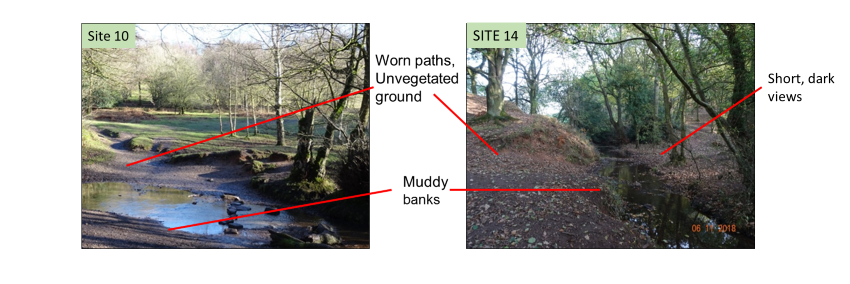 Site 10
SITE 14
Worn paths,
Unvegetated
ground
Short, dark
views
Muddy
banks
06 11 2018